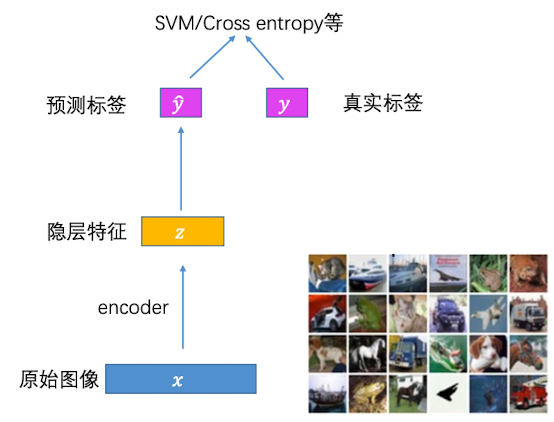 SVM/Cross entropy等
预测标签 ŷ y 真实标签
隐层特征 z
encoder
原始图像 x